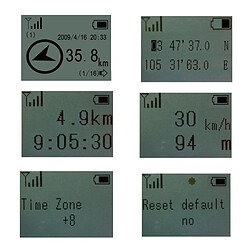 (1)
2009/4/16 20:33
35.8 km
(1/16)
3 47'37.0 N
105 31'69.0 E
4.9km
9:05:30
30 km/h
94 m
Time Zone
+8
Reset default
no